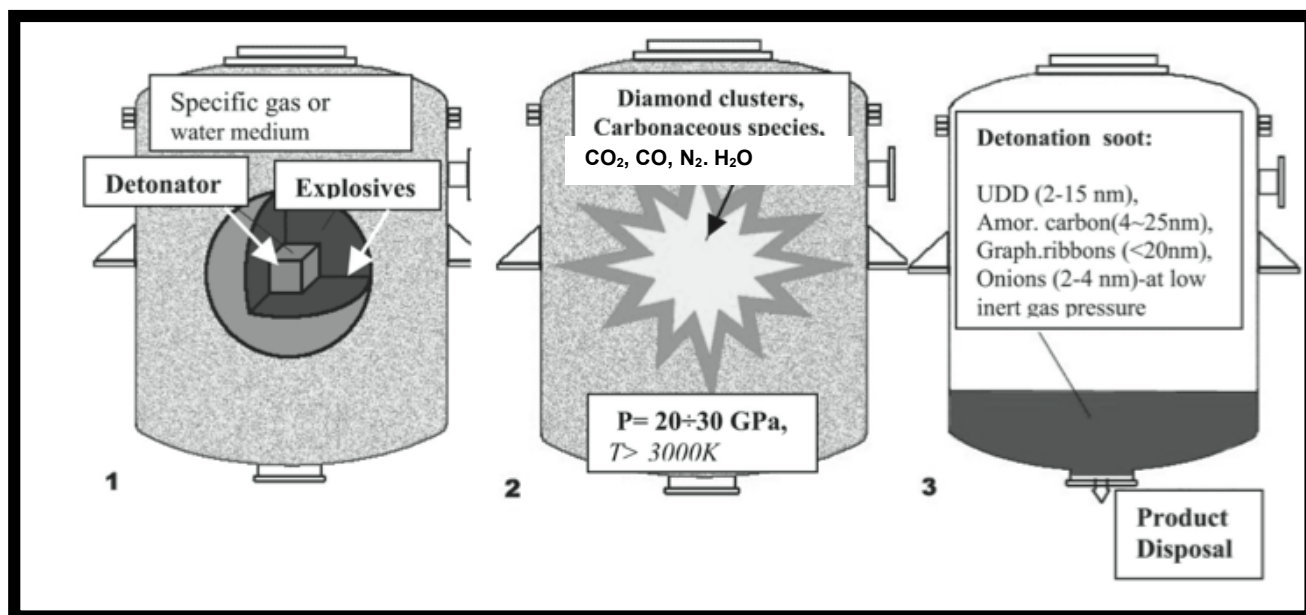 Specific gas or
water medium
Detonator
Explosives
1
Diamond clusters,
Carbonaceous species,
CO₂, CO, N₂. H₂O
P= 20÷30 GPa,
T> 3000K
2
Detonation soot:
UDD (2-15 nm),
Amor. carbon(4~25nm),
Graph.ribbons (<20nm),
Onions (2-4 nm)-at low
inert gas pressure
3
Product
Disposal